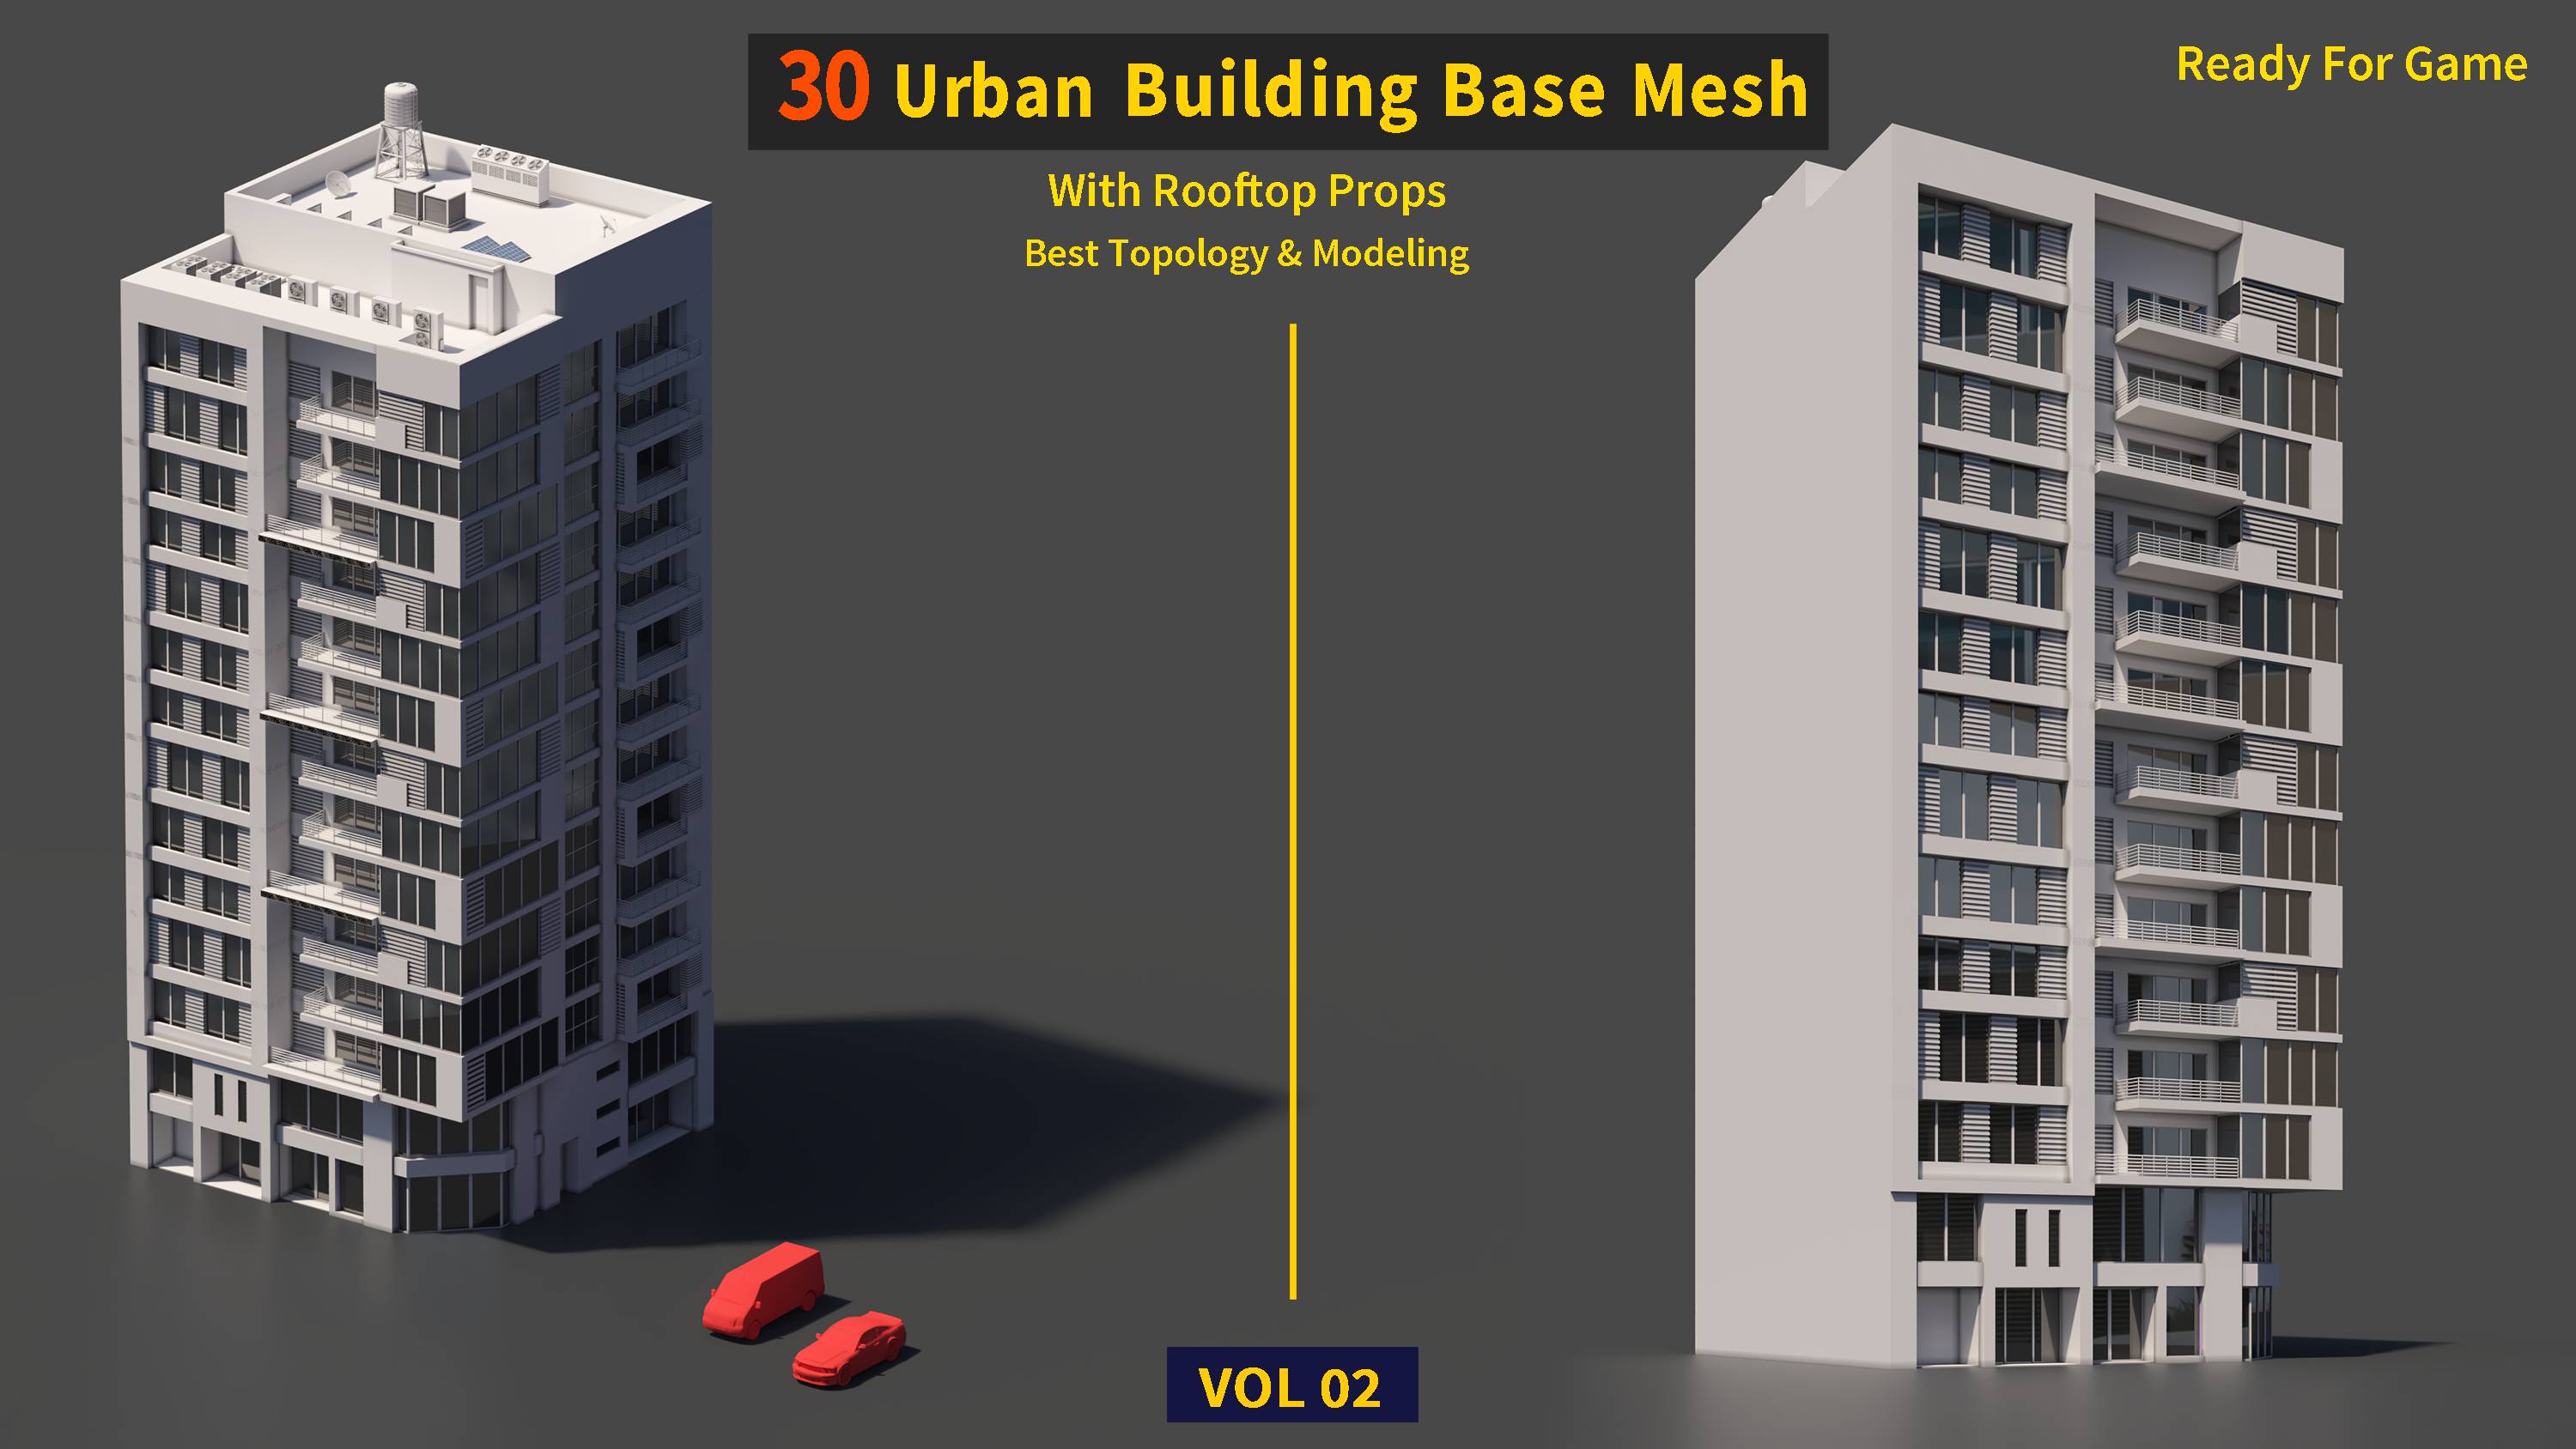 30 Urban Building Base Mesh
Ready For Game
With Rooftop Props
Best Topology & Modeling
VOL 02